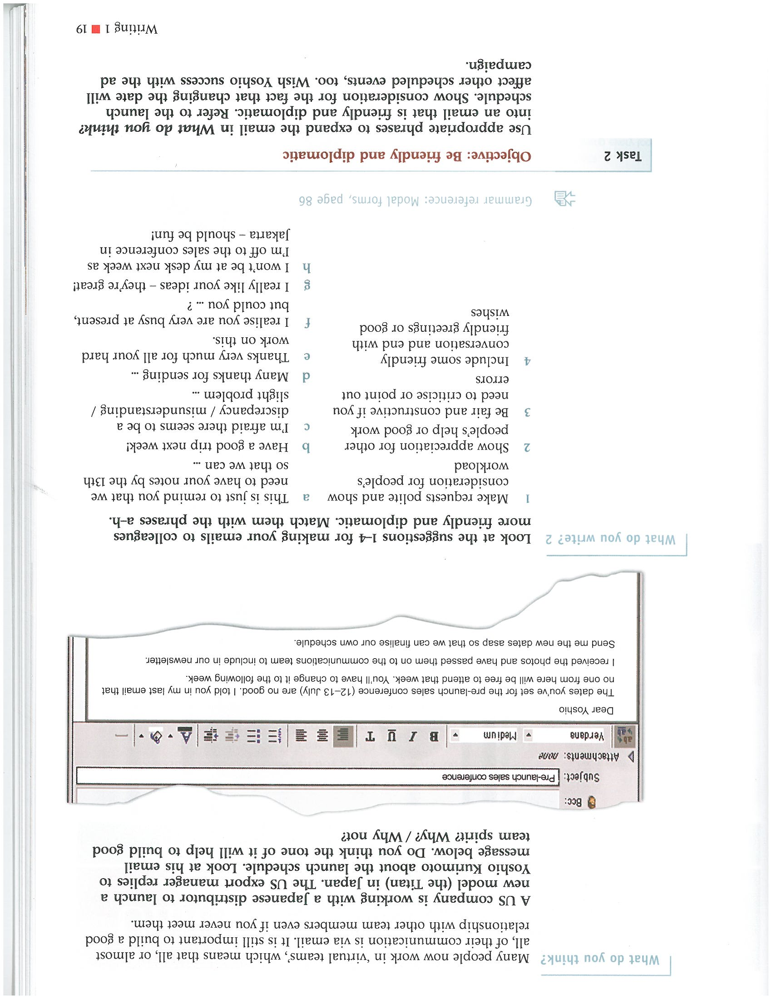 What do you think?
Many people now work in 'virtual teams', which means that all, or almost
all, of their communication is via email. It is still important to build a good
relationship with other team members even if you never meet them.
A US company is working with a Japanese distributor to launch a
new model (the Titan) in Japan. The US export manager replies to
Yoshio Kurimoto about the launch schedule. Look at his email
message below. Do you think the tone of it will help to build good
team spirit? Why? / Why not?
Bcc:
Subject: Pre-launch sales conference
Attachments: none
Verdana Medium B I U T A
Dear Yoshio
The dates you've set for the pre-launch sales conference (12–13 July) are no good. I told you in my last email that
no one from here will be free to attend that week. You'll have to change it to the following week.
I received the photos and have passed them on to the communications team to include in our newsletter.
Send me the new dates asap so that we can finalise our own schedule.
What do you write? 2
Look at the suggestions 1–4 for making your emails to colleagues
more friendly and diplomatic. Match them with the phrases a–h.
1 Make requests polite and show
consideration for people's
workload
2 Show appreciation for other
people's help or good work
3 Be fair and constructive if you
need to criticise or point out
errors
4 Include some friendly
conversation and end with
friendly greetings or good
wishes
a This is just to remind you that we
need to have your notes by the 13th
so that we can ...
b Have a good trip next week!
c I'm afraid there seems to be a
discrepancy / misunderstanding /
slight problem ...
d Many thanks for sending ...
e Thanks very much for all your hard
work on this.
f I realise you are very busy at present,
but could you ... ?
g I really like your ideas – they're great!
h I won't be at my desk next week as
I'm off to the sales conference in
Jakarta – should be fun!
Grammar reference: Modal forms, page 86
Task 2
Objective: Be friendly and diplomatic
Use appropriate phrases to expand the email in What do you think?
into an email that is friendly and diplomatic. Refer to the launch
schedule. Show consideration for the fact that changing the date will
affect other scheduled events, too. Wish Yoshio success with the ad
campaign.
Writing 1 ■ 19